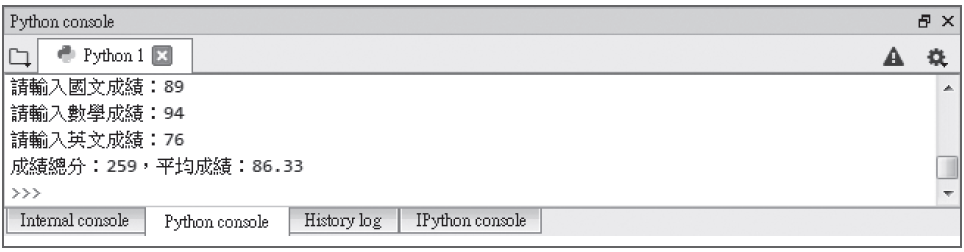 Python console
Python 1
請輸入國文成績：89
請輸入數學成績：94
請輸入英文成績：76
成績總分：259，平均成績：86.33
>>>
Internal console Python console History log IPython console